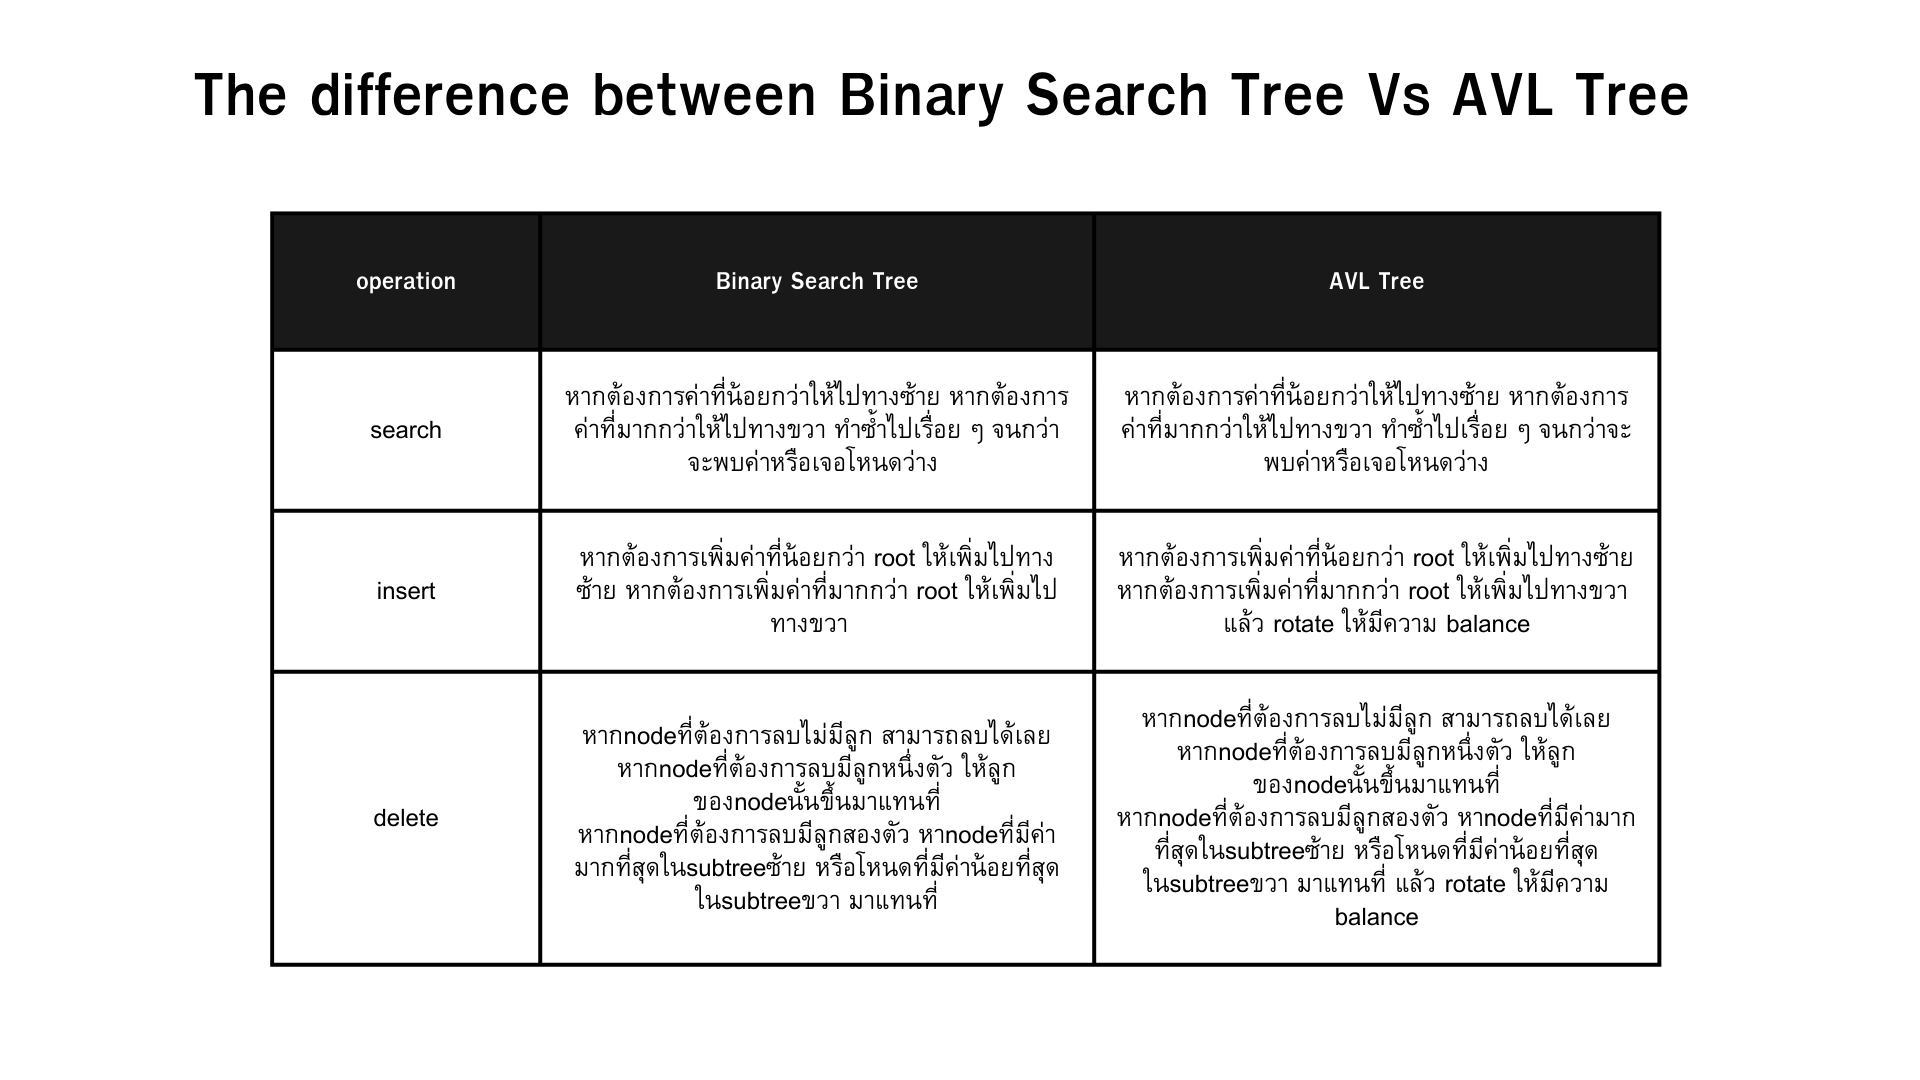 The difference between Binary Search Tree Vs AVL Tree
operation
Binary Search Tree
AVL Tree
search
หากต้องการค่าที่น้อยกว่าให้ไปทางซ้าย หากต้องการ
ค่าที่มากกว่าให้ไปทางขวา ทำซ้ำไปเรื่อย ๆ จนกว่า
จะพบค่าหรือเจอโหนดว่าง
หากต้องการค่าที่น้อยกว่าให้ไปทางซ้าย หากต้องการ
ค่าที่มากกว่าให้ไปทางขวา ทำซ้ำไปเรื่อย ๆ จนกว่าจะ
พบค่าหรือเจอโหนดว่าง
insert
หากต้องการเพิ่มค่าที่น้อยกว่า root ให้เพิ่มไปทาง
ซ้าย หากต้องการเพิ่มค่าที่มากกว่า root ให้เพิ่มไป
ทางขวา
หากต้องการเพิ่มค่าที่น้อยกว่า root ให้เพิ่มไปทางซ้าย
หากต้องการเพิ่มค่าที่มากกว่า root ให้เพิ่มไปทางขวา
แล้ว rotate ให้มีความ balance
delete
หากnodeที่ต้องการลบไม่มีลูก สามารถลบได้เลย
หากnodeที่ต้องการลบมีลูกหนึ่งตัว ให้ลูก
ของnodeนั้นขึ้นมาแทนที่
หากnodeที่ต้องการลบมีลูกสองตัว หาnodeที่มีค่า
มากที่สุดในsubtreeซ้าย หรือโหนดที่มีค่าน้อยที่สุด
ในsubtreeขวา มาแทนที่
หากnodeที่ต้องการลบไม่มีลูก สามารถลบได้เลย
หากnodeที่ต้องการลบมีลูกหนึ่งตัว ให้ลูก
ของnodeนั้นขึ้นมาแทนที่
หากnodeที่ต้องการลบมีลูกสองตัว หาnodeที่มีค่ามาก
ที่สุดในsubtreeซ้าย หรือโหนดที่มีค่าน้อยที่สุด
ในsubtreeขวา มาแทนที่ แล้ว rotate ให้มีความ
balance